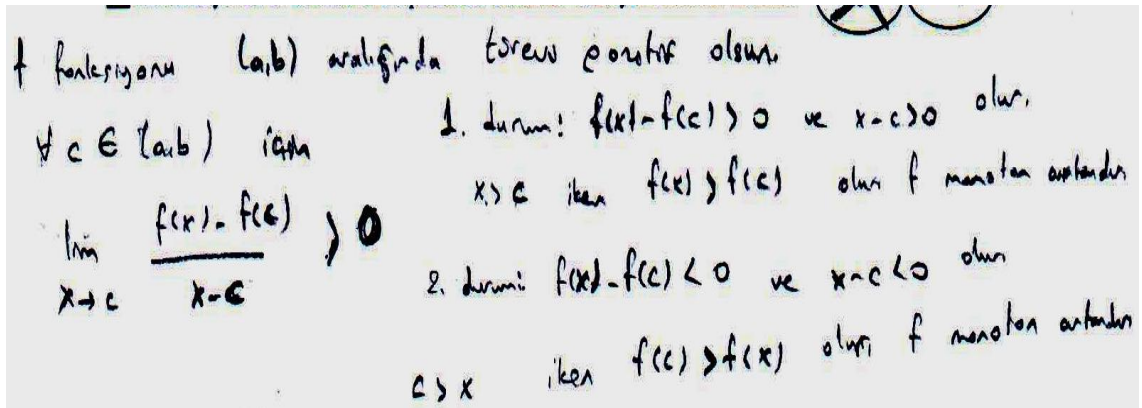 f fonksiyonu (a,b) aralığında türevi pozitif olsun.
∀ c ∈ (a,b) için
lim x→c f(x) - f(c) / x - c > 0
1. durum: f(x) - f(c) > 0 ve x - c > 0 olur.
x > c iken f(x) > f(c) olur f monoton artandır
2. durum: f(x) - f(c) < 0 ve x - c < 0 olur
c > x iken f(c) > f(x) olur, f monoton artandır